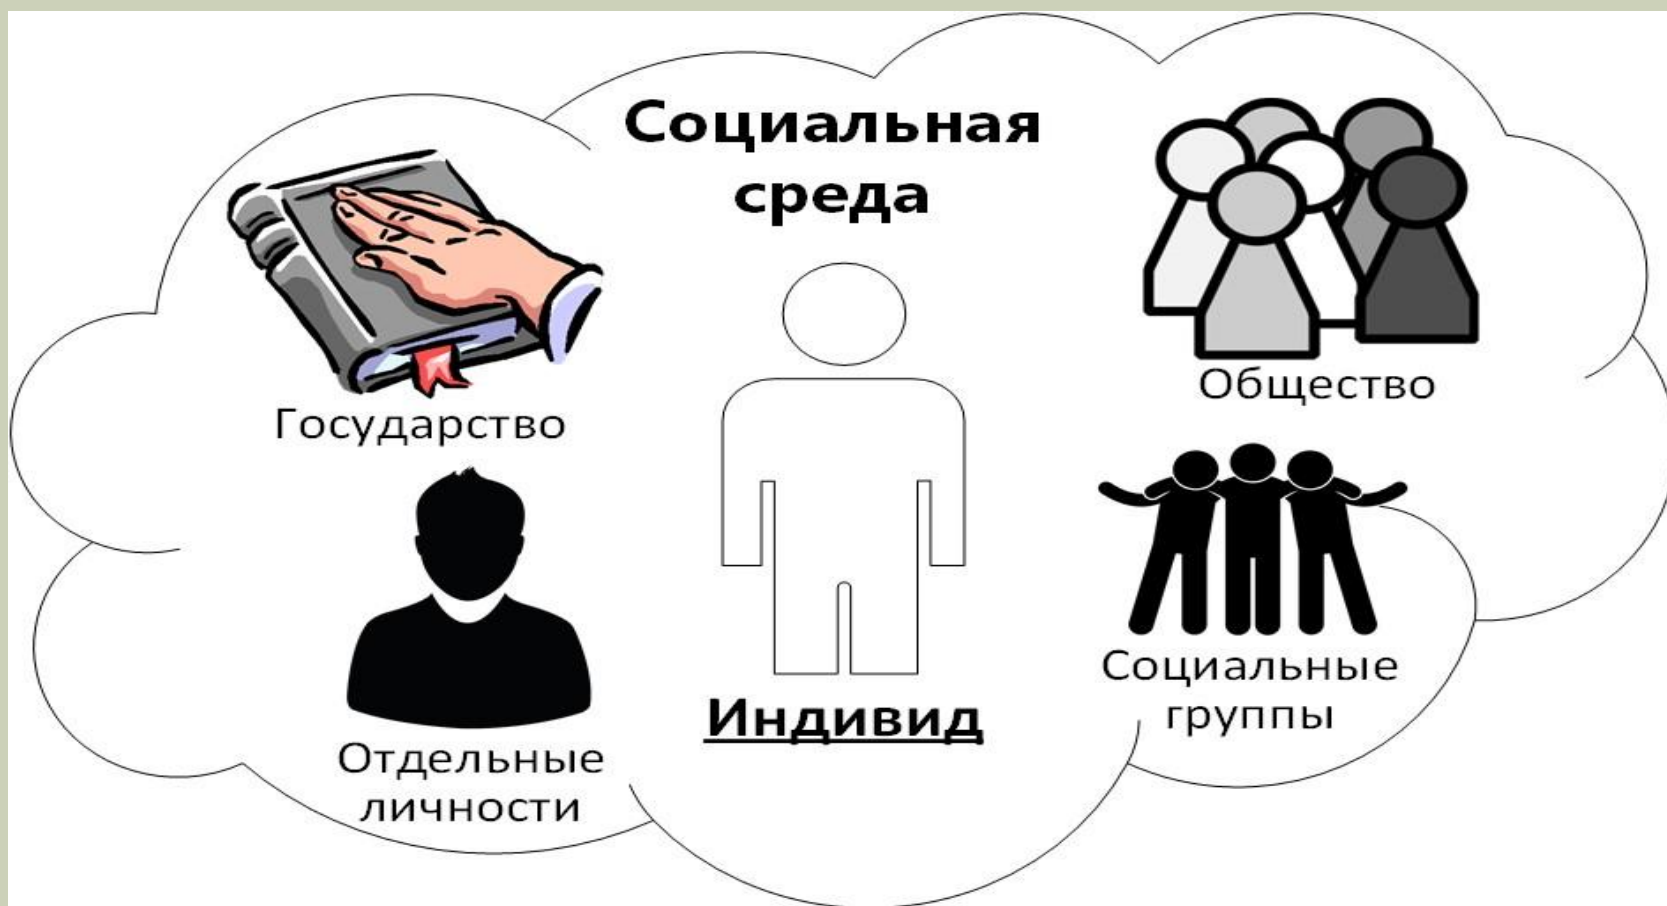 Социальная
среда
Государство
Общество
Отдельные
личности
Индивид
Социальные
группы